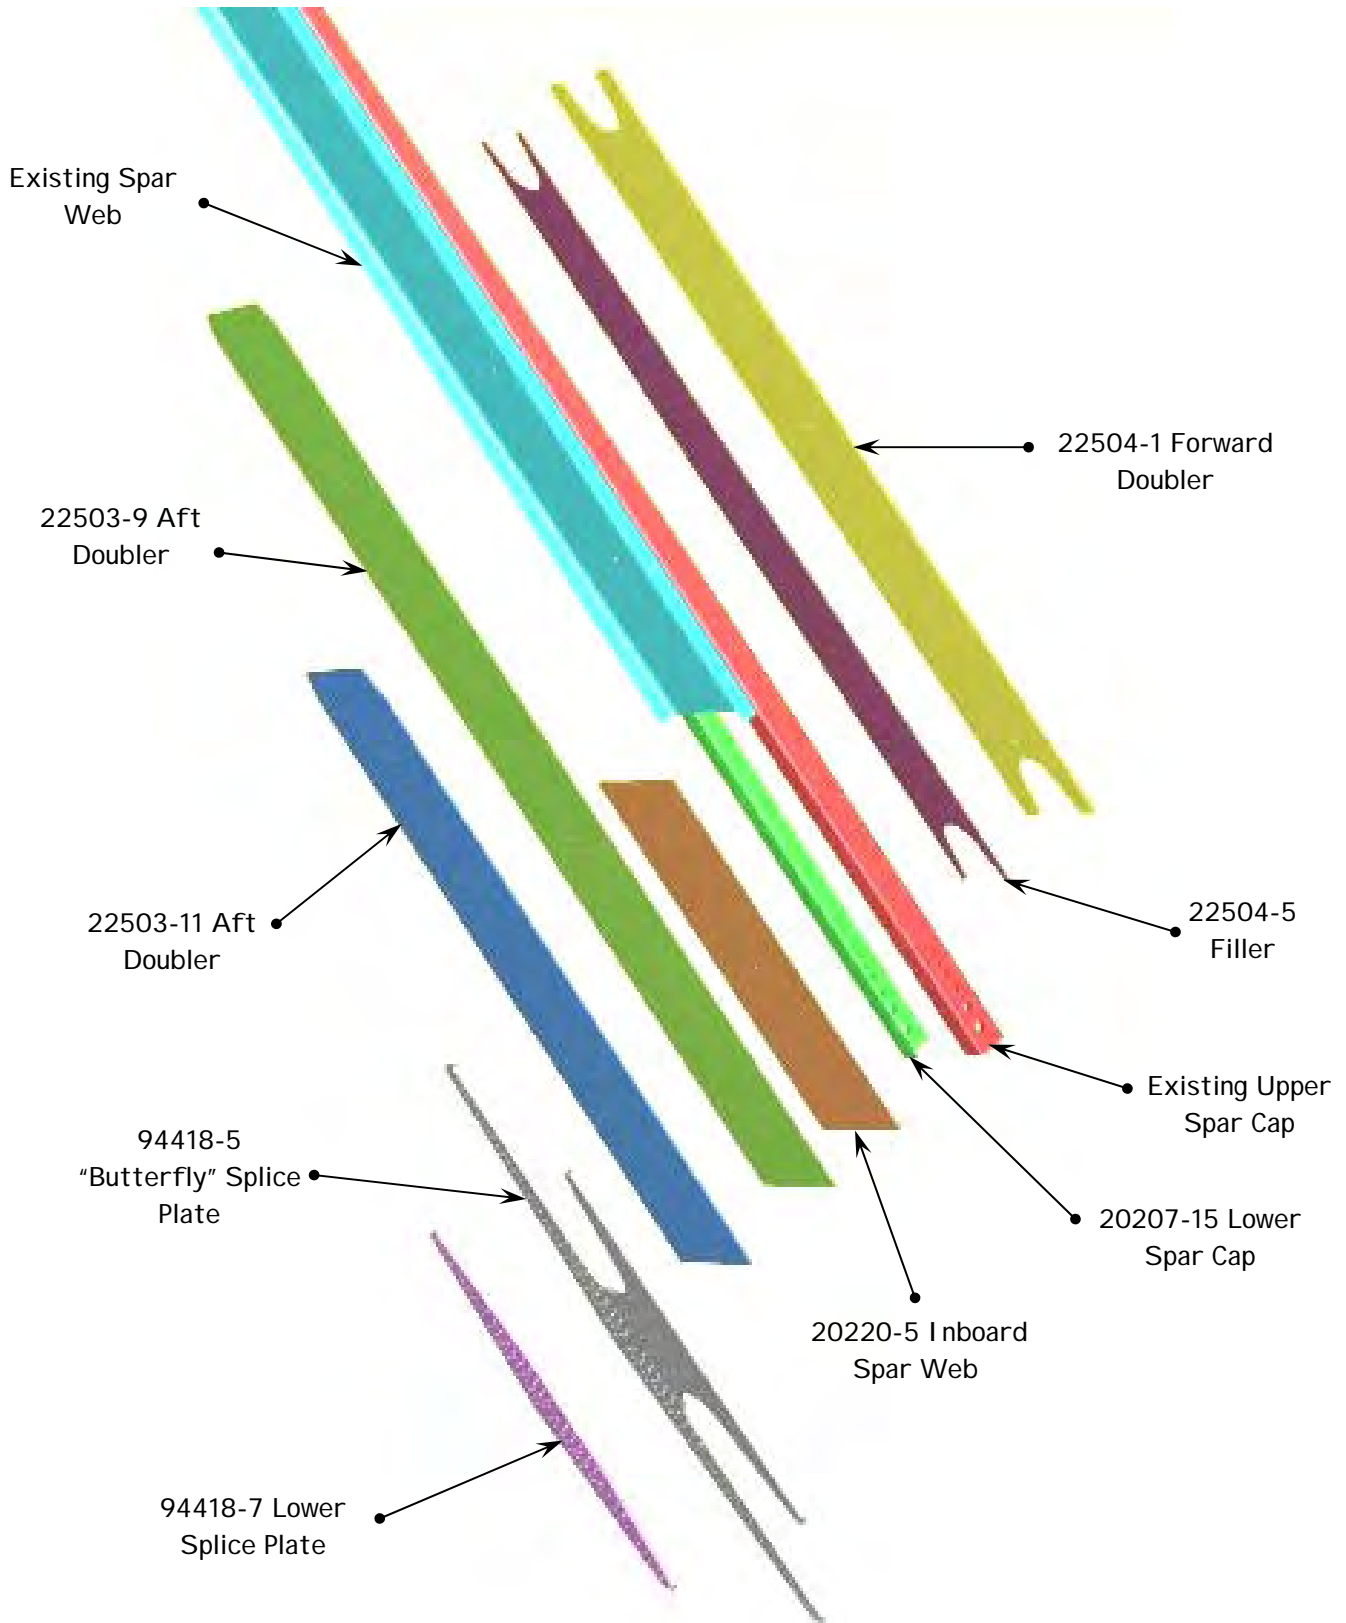 Existing Spar
Web
22504-1 Forward
Doubler
22503-9 Aft
Doubler
22503-11 Aft
Doubler
22504-5
Filler
Existing Upper
Spar Cap
94418-5
“Butterfly” Splice
Plate
20207-15 Lower
Spar Cap
20220-5 Inboard
Spar Web
94418-7 Lower
Splice Plate